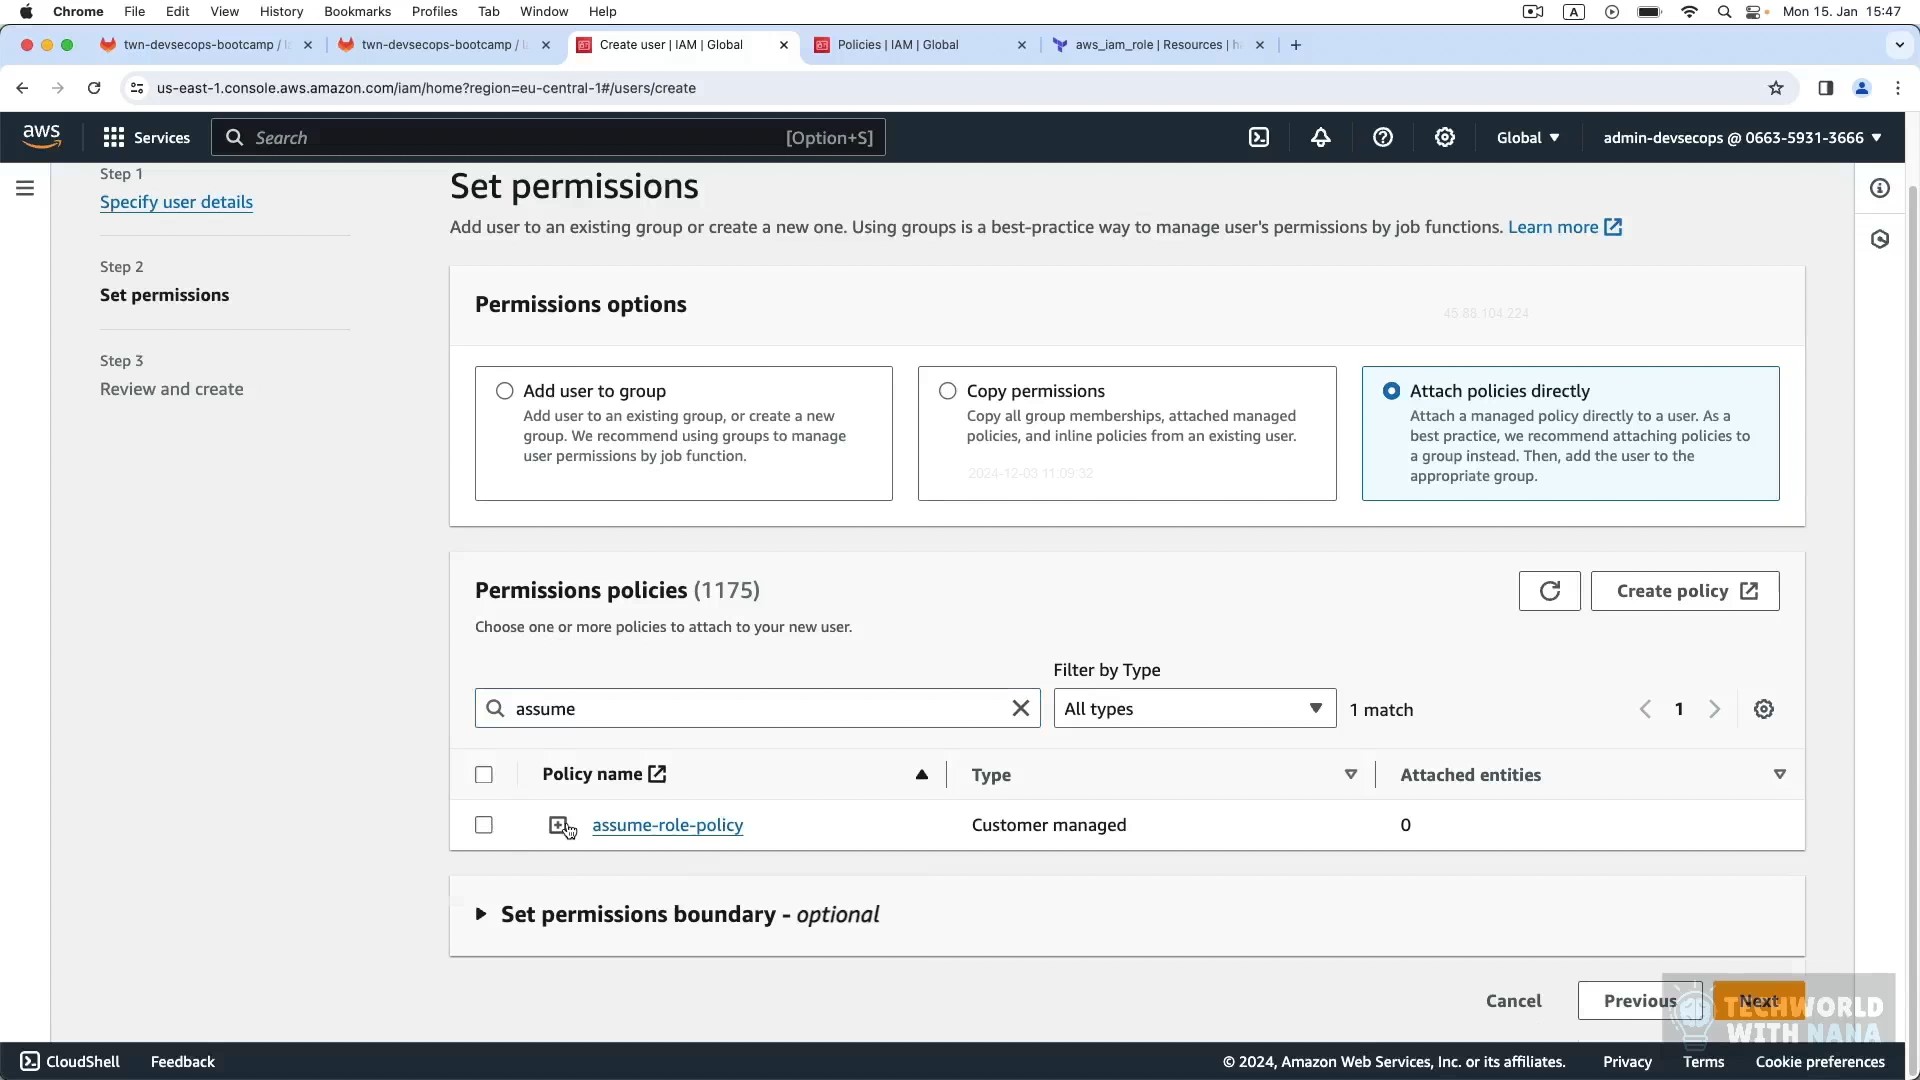 Chrome File Edit View History Bookmarks Profiles Tab Window Help A Mon 15. Jan 15:47
twn-devsecops-bootcamp / twn-devsecops-bootcamp / Create user | IAM | Global Policies | IAM | Global aws_iam_role | Resources |
us-east-1.console.aws.amazon.com/iam/home?region=eu-central-1#/users/create
aws Services Search [Option+S] Global admin-devsecops @ 0663-5931-3666
Step 1
Specify user details
Step 2
Set permissions
Step 3
Review and create
Set permissions
Add user to an existing group or create a new one. Using groups is a best-practice way to manage user's permissions by job functions. Learn more
Permissions options
45.88.104.224
Add user to group
Add user to an existing group, or create a new
group. We recommend using groups to manage
user permissions by job function.
Copy permissions
Copy all group memberships, attached managed
policies, and inline policies from an existing user.
2024-12-03 11:09:32
Attach policies directly
Attach a managed policy directly to a user. As a
best practice, we recommend attaching policies to
a group instead. Then, add the user to the
appropriate group.
Permissions policies (1175)
Create policy
Choose one or more policies to attach to your new user.
Filter by Type
assume All types 1 match 1
Policy name Type Attached entities
assume-role-policy Customer managed 0
Set permissions boundary - optional
Cancel Previous Next
TECHWORLD
WITH NANA
CloudShell Feedback © 2024, Amazon Web Services, Inc. or its affiliates. Privacy Terms Cookie preferences